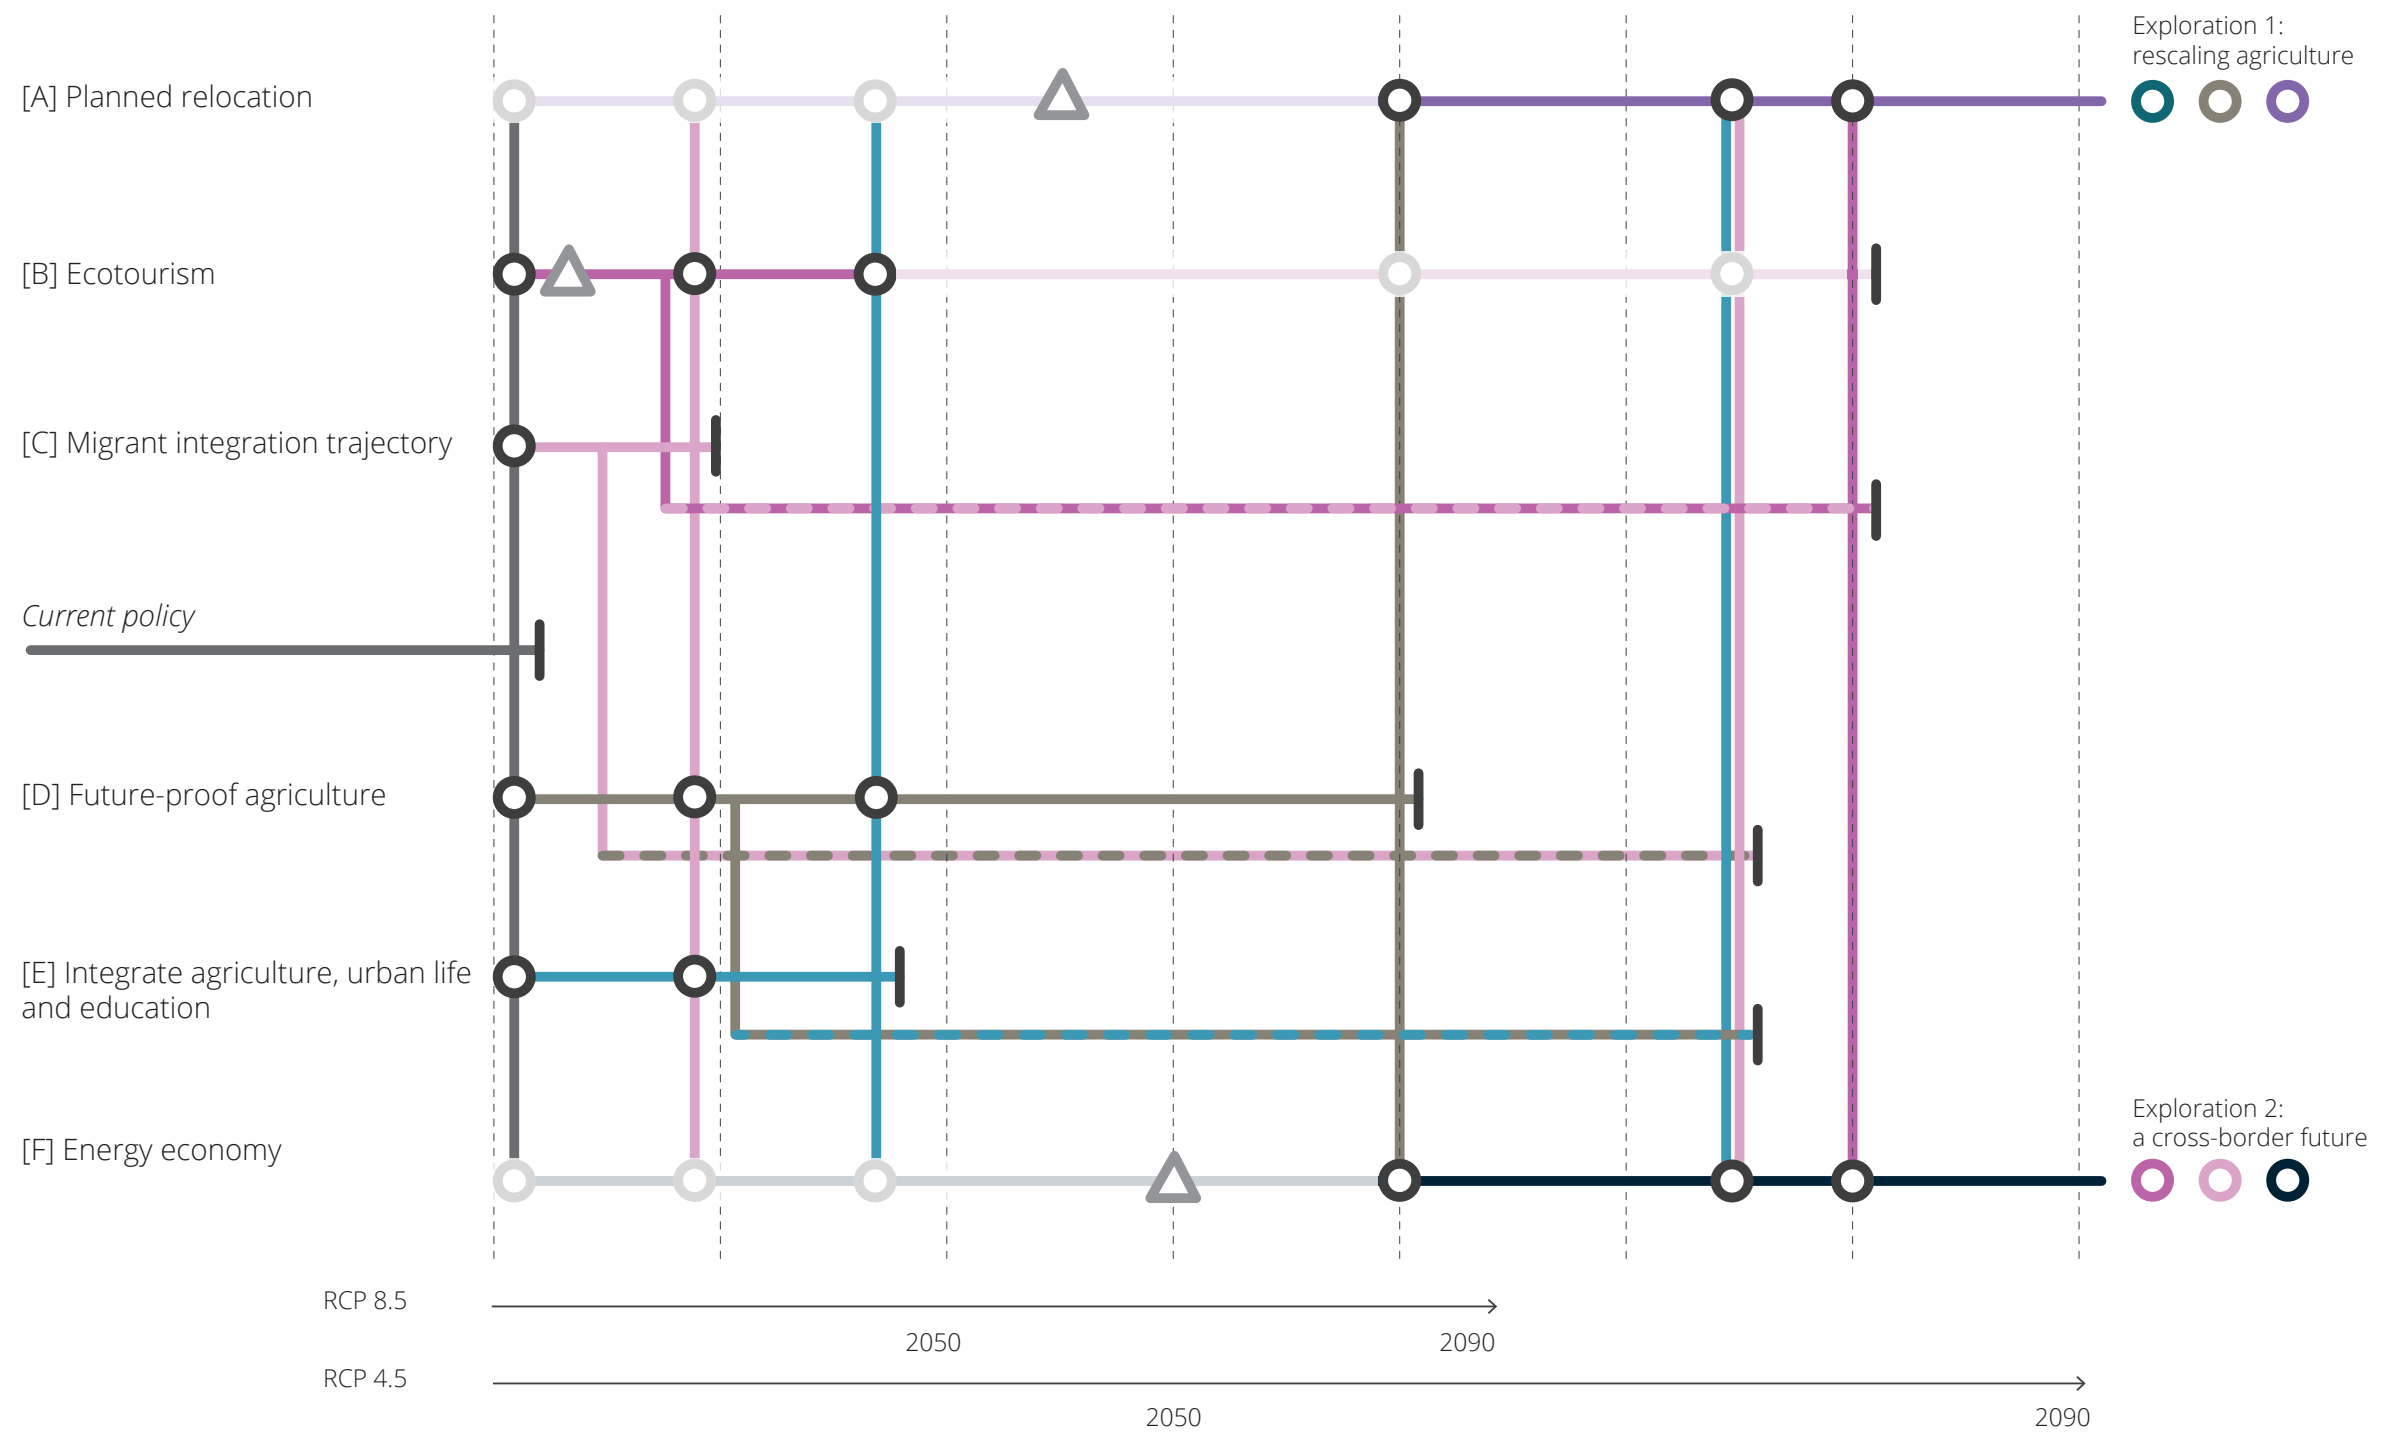 Exploration 1:
rescaling agriculture
[A] Planned relocation
[B] Ecotourism
[C] Migrant integration trajectory
Current policy
[D] Future-proof agriculture
[E] Integrate agriculture, urban life
and education
[F] Energy economy
Exploration 2:
a cross-border future
RCP 8.5
2050
2090
RCP 4.5
2050
2090